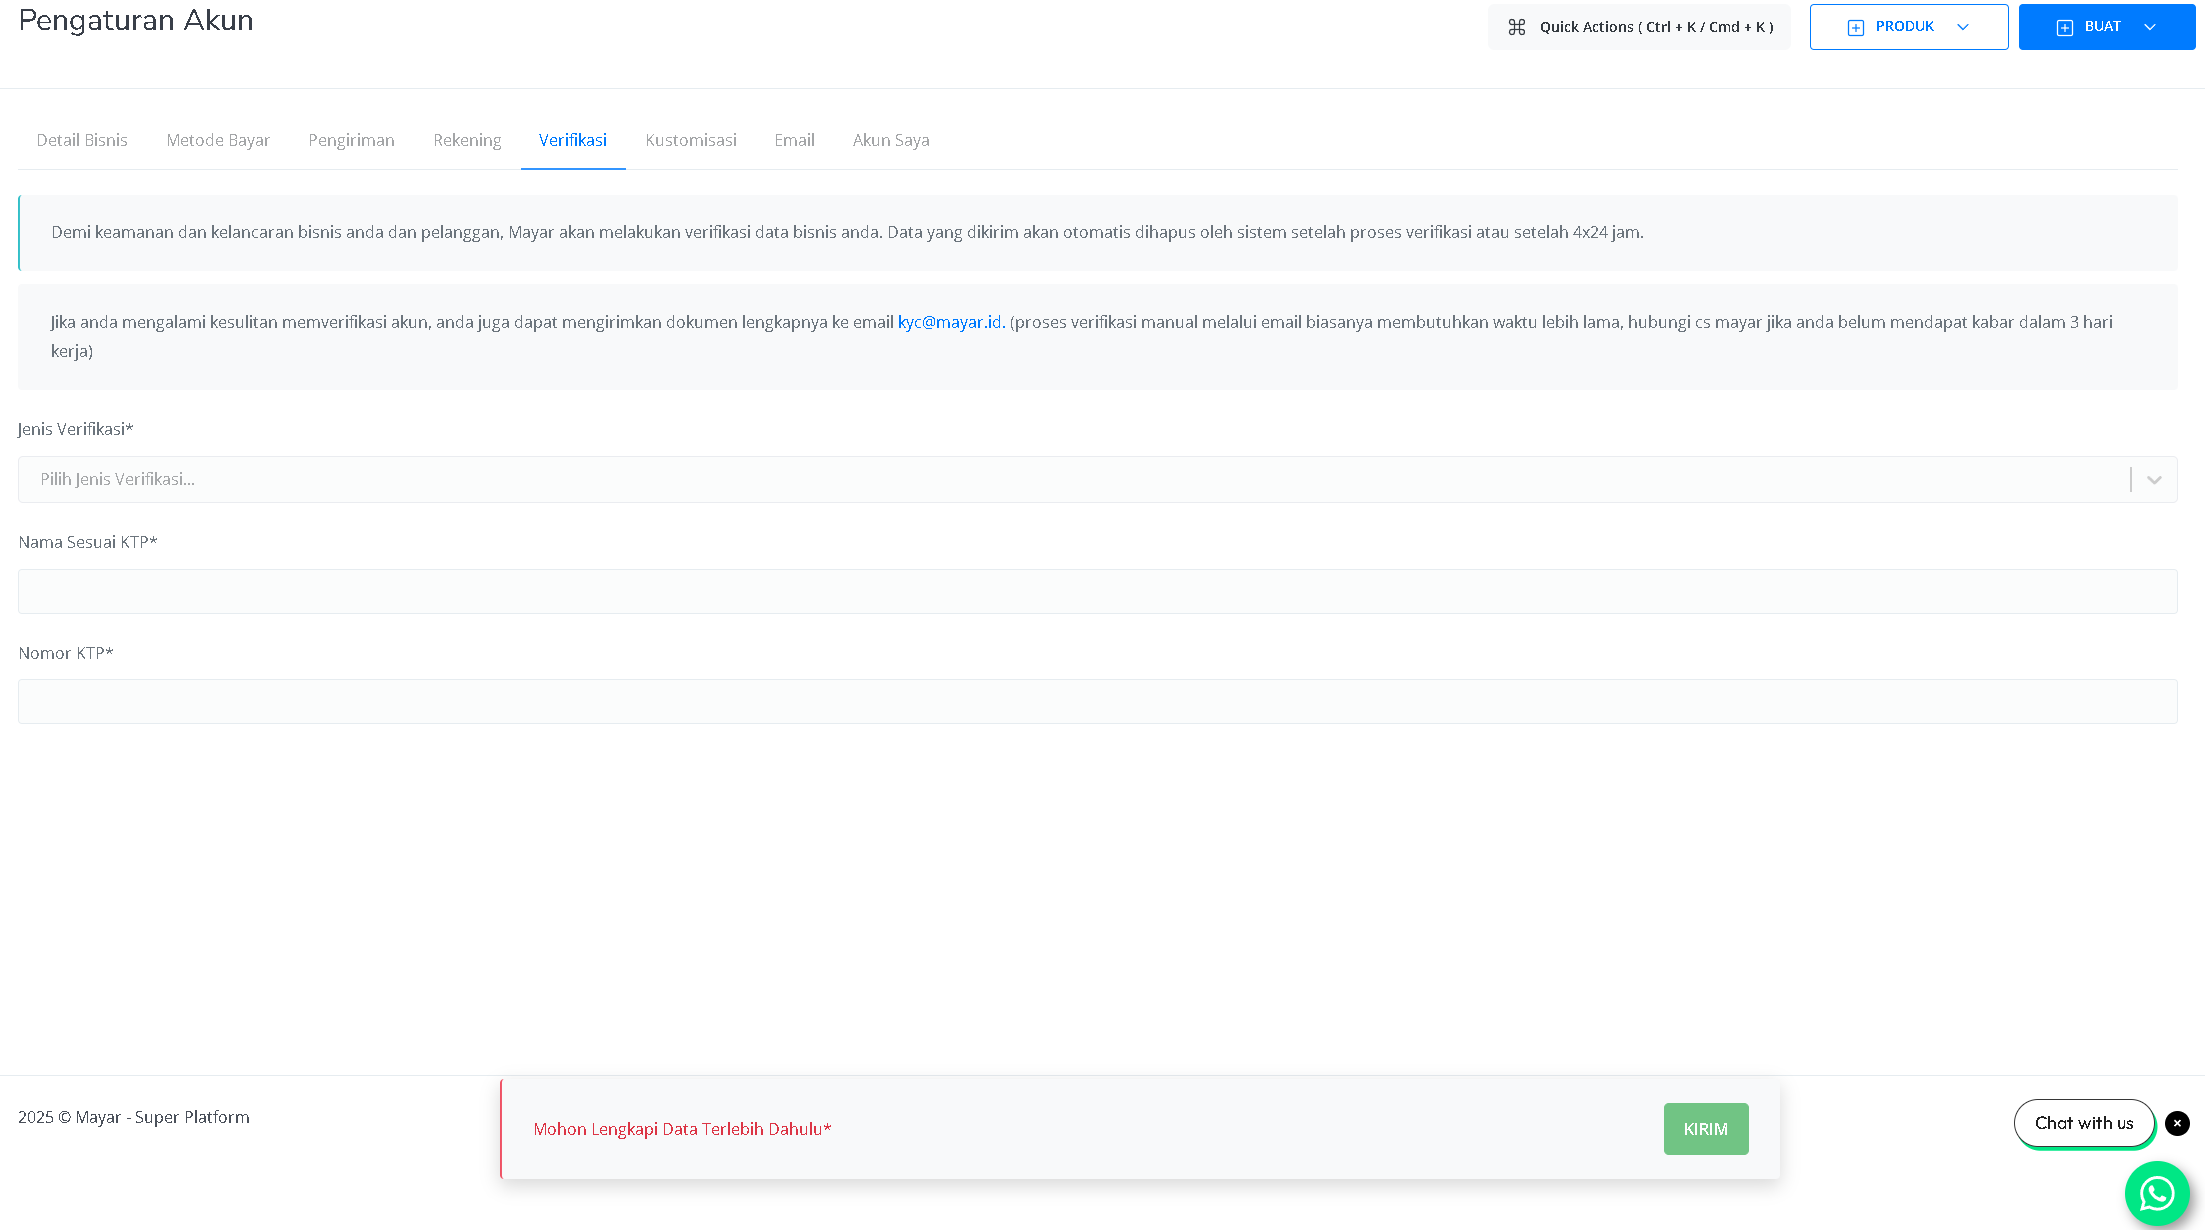 Pengaturan Akun
Quick Actions ( Ctrl + K / Cmd + K )
PRODUK
BUAT
Detail Bisnis
Metode Bayar
Pengiriman
Rekening
Verifikasi
Kustomisasi
Email
Akun Saya
Demi keamanan dan kelancaran bisnis anda dan pelanggan, Mayar akan melakukan verifikasi data bisnis anda. Data yang dikirim akan otomatis dihapus oleh sistem setelah proses verifikasi atau setelah 4x24 jam.
Jika anda mengalami kesulitan memverifikasi akun, anda juga dapat mengirimkan dokumen lengkapnya ke email kyc@mayar.id. (proses verifikasi manual melalui email biasanya membutuhkan waktu lebih lama, hubungi cs mayar jika anda belum mendapat kabar dalam 3 hari
kerja)
Jenis Verifikasi*
Pilih Jenis Verifikasi...
Nama Sesuai KTP*
Nomor KTP*
2025 © Mayar - Super Platform
Mohon Lengkapi Data Terlebih Dahulu*
KIRIM
Chat with us